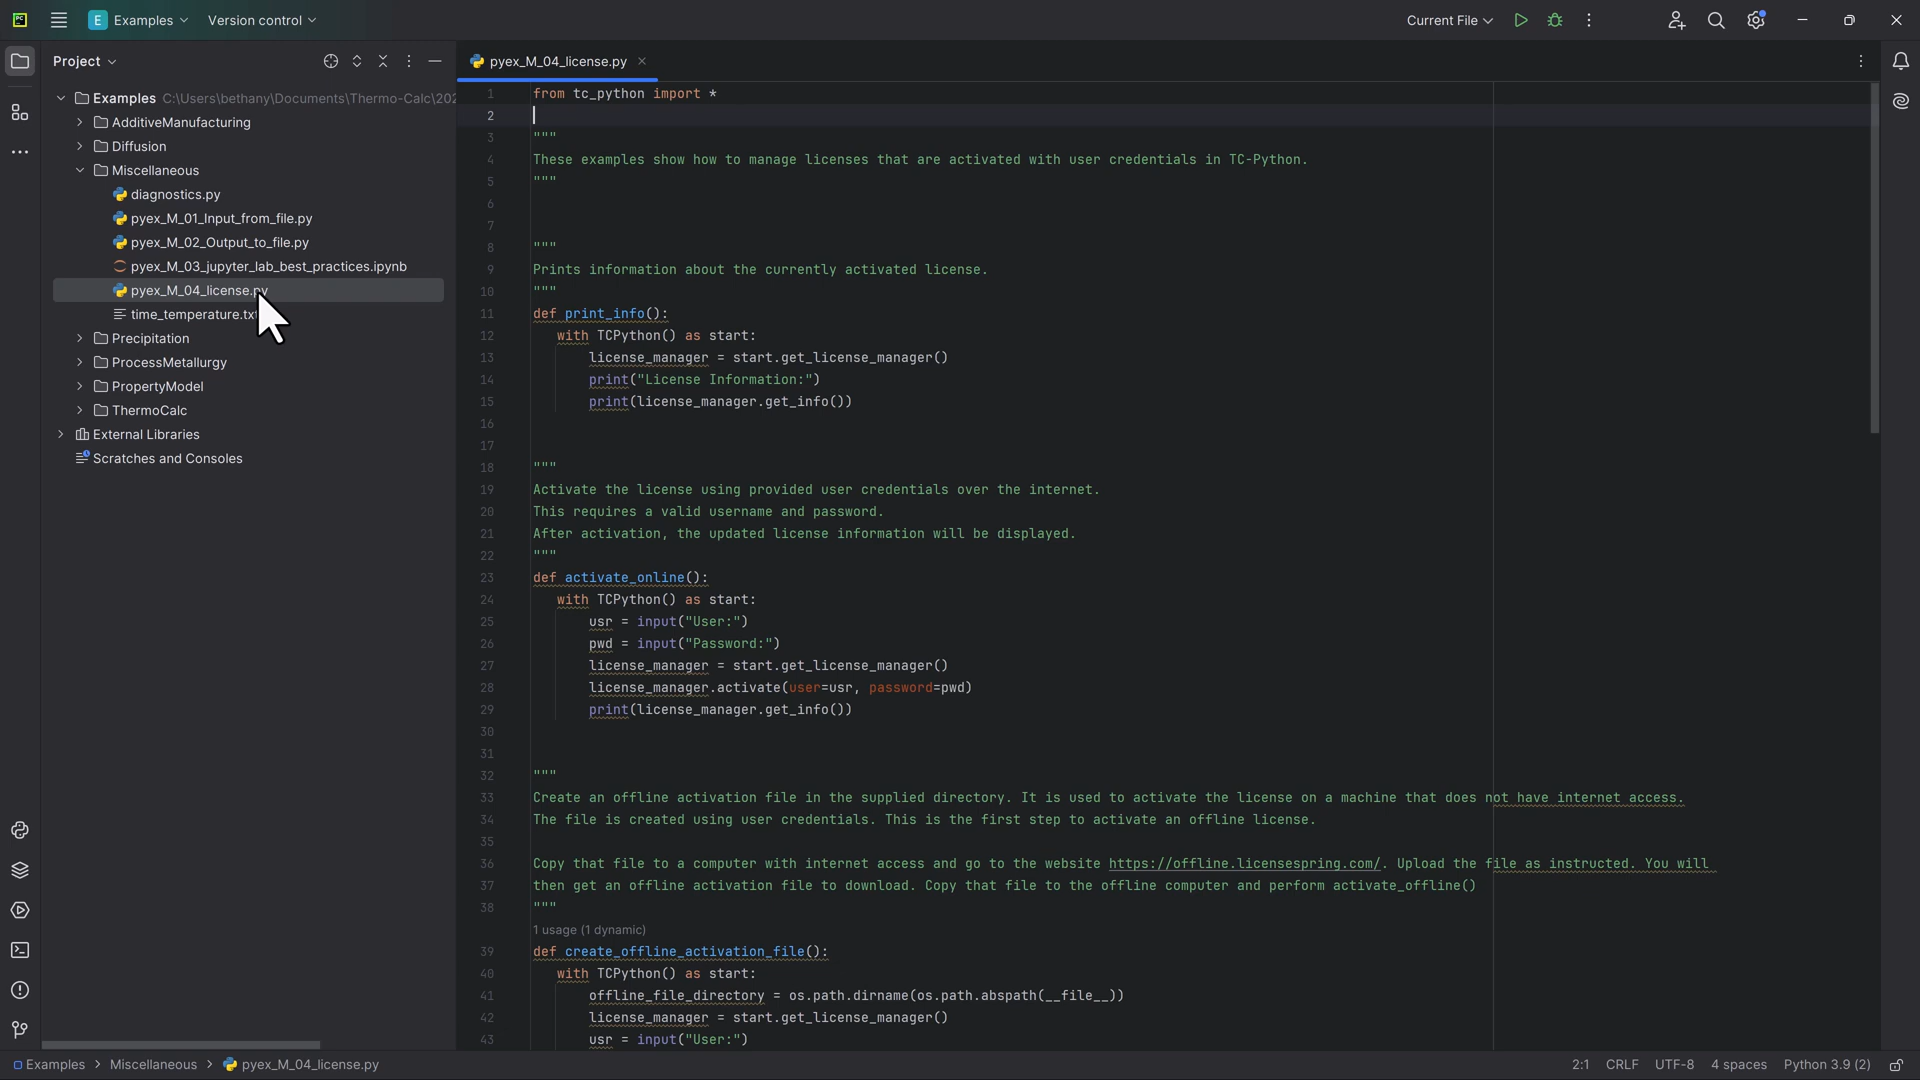 PC
E Examples
Version control
Current File
Project
pyex_M_04_license.py
Examples C:\Users\bethany\Documents\Thermo-Calc\202
AdditiveManufacturing
Diffusion
Miscellaneous
diagnostics.py
pyex_M_01_Input_from_file.py
pyex_M_02_Output_to_file.py
pyex_M_03_jupyter_lab_best_practices.ipynb
pyex_M_04_license.py
time_temperature.txt
Precipitation
ProcessMetallurgy
PropertyModel
ThermoCalc
External Libraries
Scratches and Consoles
1 from tc_python import *
2
3 """
4 These examples show how to manage licenses that are activated with user credentials in TC-Python.
5 """
6
7
8 """
9 Prints information about the currently activated license.
10 """
11 def print_info():
12 with TCPython() as start:
13 license_manager = start.get_license_manager()
14 print("License Information:")
15 print(license_manager.get_info())
16
17
18 """
19 Activate the license using provided user credentials over the internet.
20 This requires a valid username and password.
21 After activation, the updated license information will be displayed.
22 """
23 def activate_online():
24 with TCPython() as start:
25 usr = input("User:")
26 pwd = input("Password:")
27 license_manager = start.get_license_manager()
28 license_manager.activate(user=usr, password=pwd)
29 print(license_manager.get_info())
30
31
32 """
33 Create an offline activation file in the supplied directory. It is used to activate the license on a machine that does not have internet access.
34 The file is created using user credentials. This is the first step to activate an offline license.
35
36 Copy that file to a computer with internet access and go to the website https://offline.licensespring.com/. Upload the file as instructed. You will
37 then get an offline activation file to download. Copy that file to the offline computer and perform activate_offline()
38 """
1 usage (1 dynamic)
39 def create_offline_activation_file():
40 with TCPython() as start:
41 offline_file_directory = os.path.dirname(os.path.abspath(__file__))
42 license_manager = start.get_license_manager()
43 usr = input("User:")
Examples > Miscellaneous > pyex_M_04_license.py
2:1 CRLF UTF-8 4 spaces Python 3.9 (2)